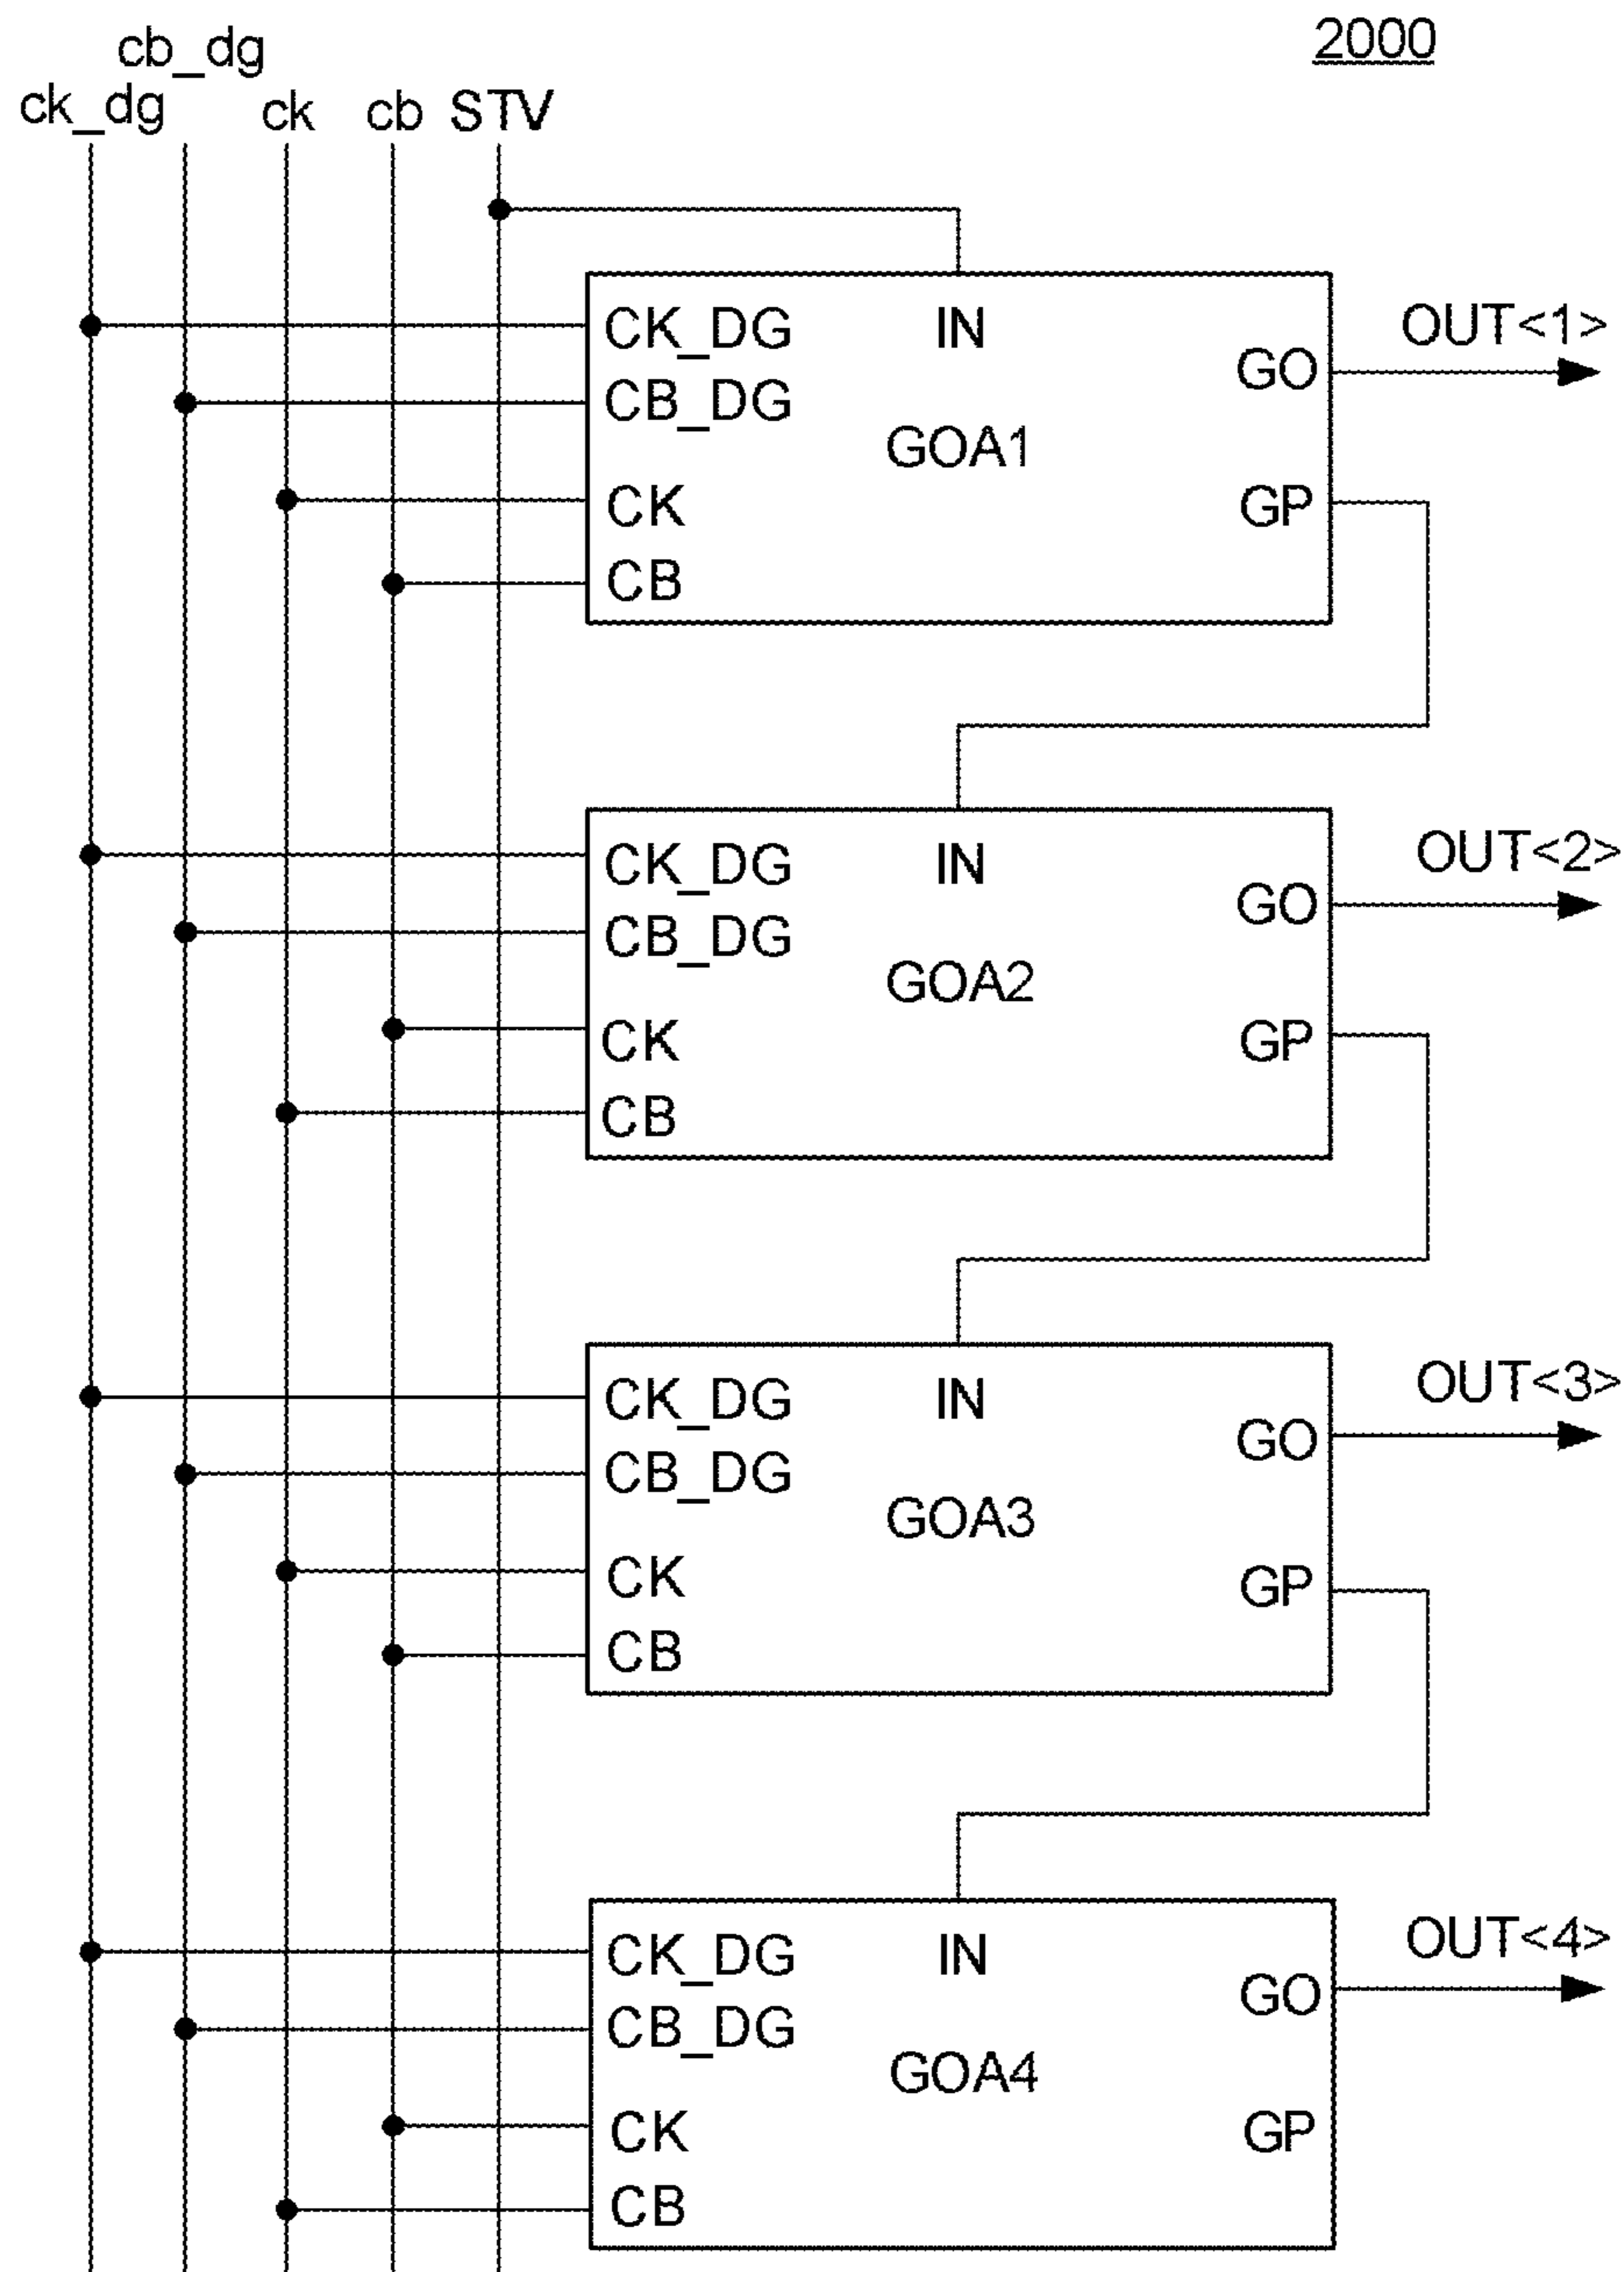 2000
cb_dg
ck_dg ck cb STV
CK_DG IN OUT<1>
GO
CB_DG
GOA1
CK GP
CB
CK_DG IN OUT<2>
GO
CB_DG
GOA2
CK GP
CB
CK_DG IN OUT<3>
GO
CB_DG
GOA3
CK GP
CB
CK_DG IN OUT<4>
GO
CB_DG
GOA4
CK GP
CB